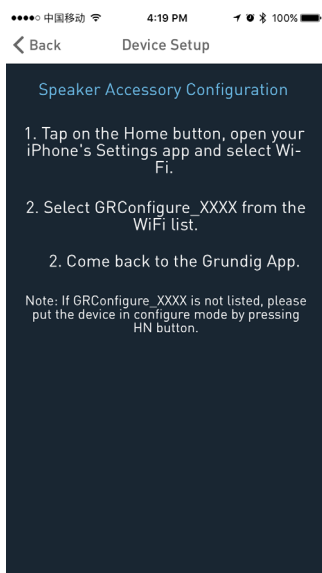 中国移动 4:19 PM 100%
Back Device Setup
Speaker Accessory Configuration
1. Tap on the Home button, open your
iPhone's Settings app and select Wi-
Fi.
2. Select GRConfigure_XXXX from the
WiFi list.
2. Come back to the Grundig App.
Note: If GRConfigure_XXXX is not listed, please
put the device in configure mode by pressing
HN button.